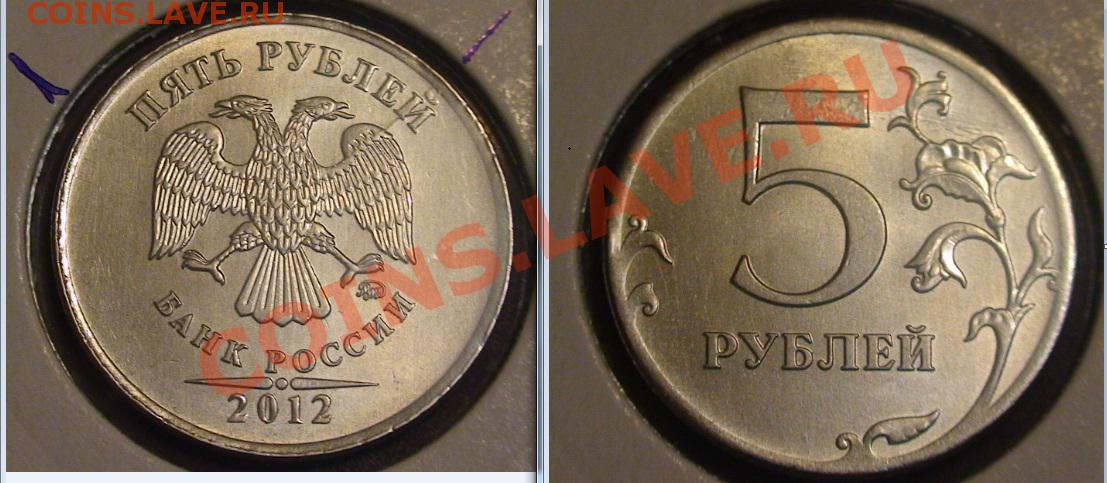 COINS.LAVE.RU
ПЯТЬ РУБЛЕЙ
БАНК РОССИИ
2012
COINS.LAVE.RU
5
РУБЛЕЙ